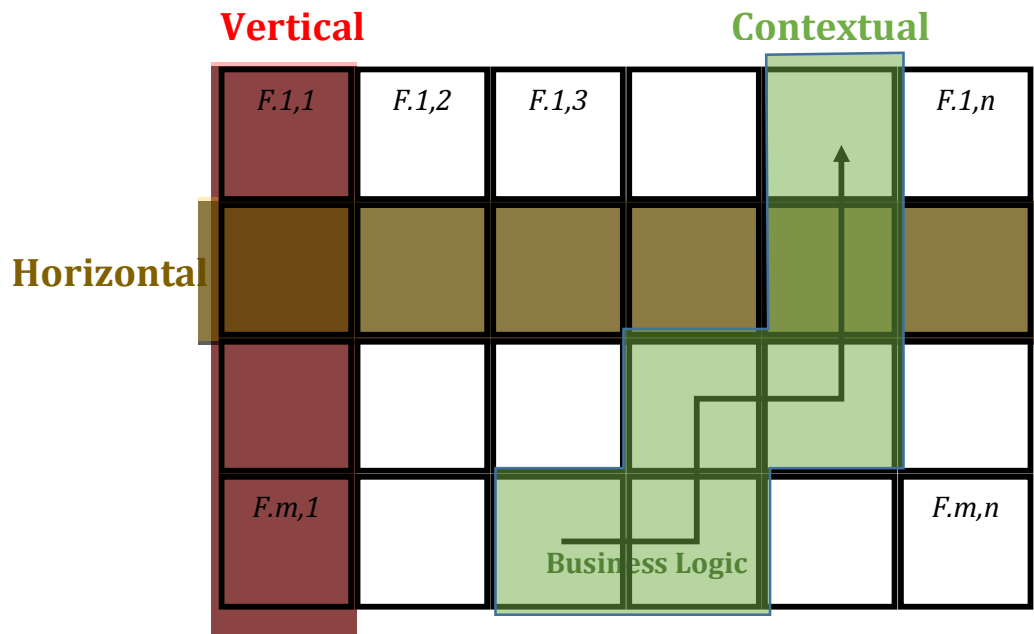 Vertical
Contextual
F.1,1
F.1,2
F.1,3
F.1,n
Horizontal
F.m,1
F.m,n
Business Logic